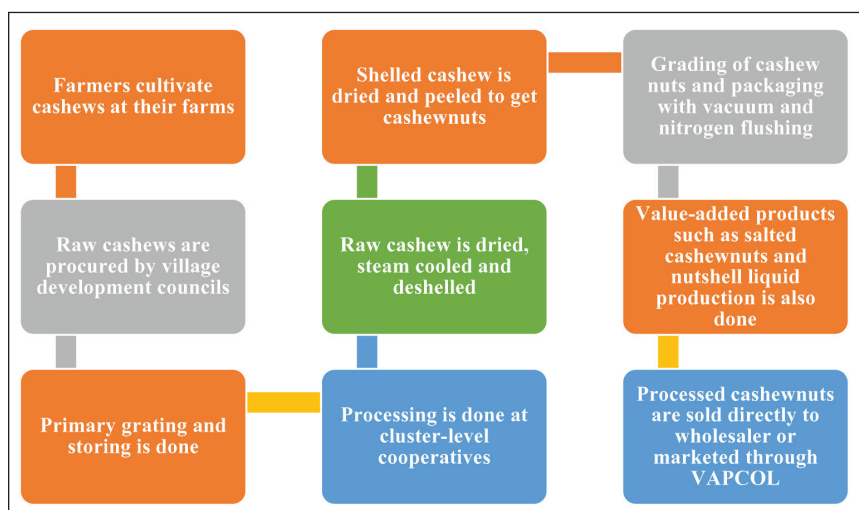 Farmers cultivate
cashews at their farms
Raw cashews are
procured by village
development councils
Primary grating and
storing is done
Processing is done at
cluster-level
cooperatives
Raw cashew is dried,
steam cooled and
deshelled
Shelled cashew is
dried and peeled to get
cashewnuts
Grading of cashew
nuts and packaging
with vacuum and
nitrogen flushing
Value-added products
such as salted
cashewnuts and
nutshell liquid
production is also
done
Processed cashewnuts
are sold directly to
wholesaler or
marketed through
VAPCOL